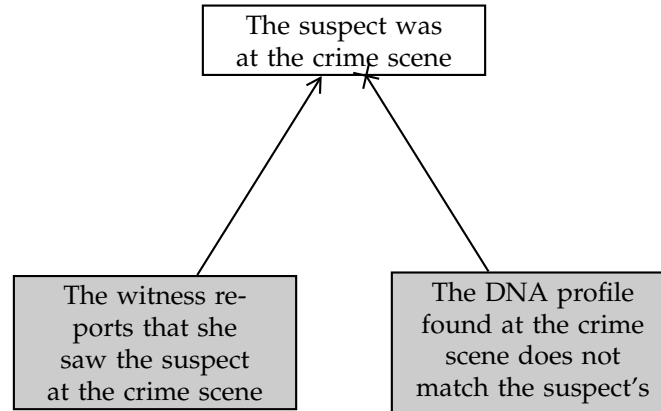 The suspect was
at the crime scene
The witness re-
ports that she
saw the suspect
at the crime scene
The DNA profile
found at the crime
scene does not
match the suspect's